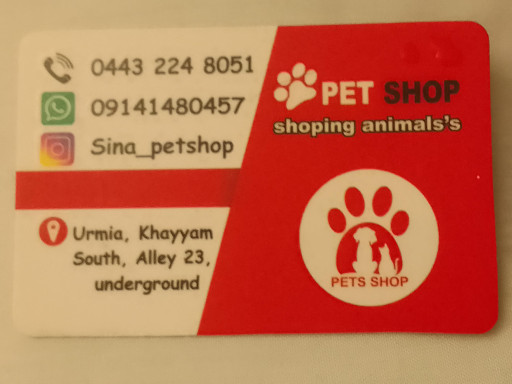 0443 224 8051
09141480457
Sina_petshop
Urmia, Khayyam
South, Alley 23,
underground
PET SHOP
shoping animals's
PETS SHOP